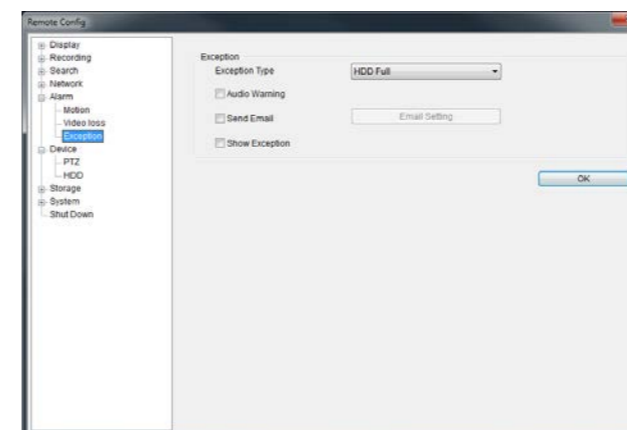 Remote Config
Display
Recording
Search
Network
Alarm
Motion
Video loss
Exception
Device
PTZ
HDD
Storage
System
Shut Down
Exception
Exception Type
HDD Full
Audio Warning
Send Email
Email Setting
Show Exception
OK